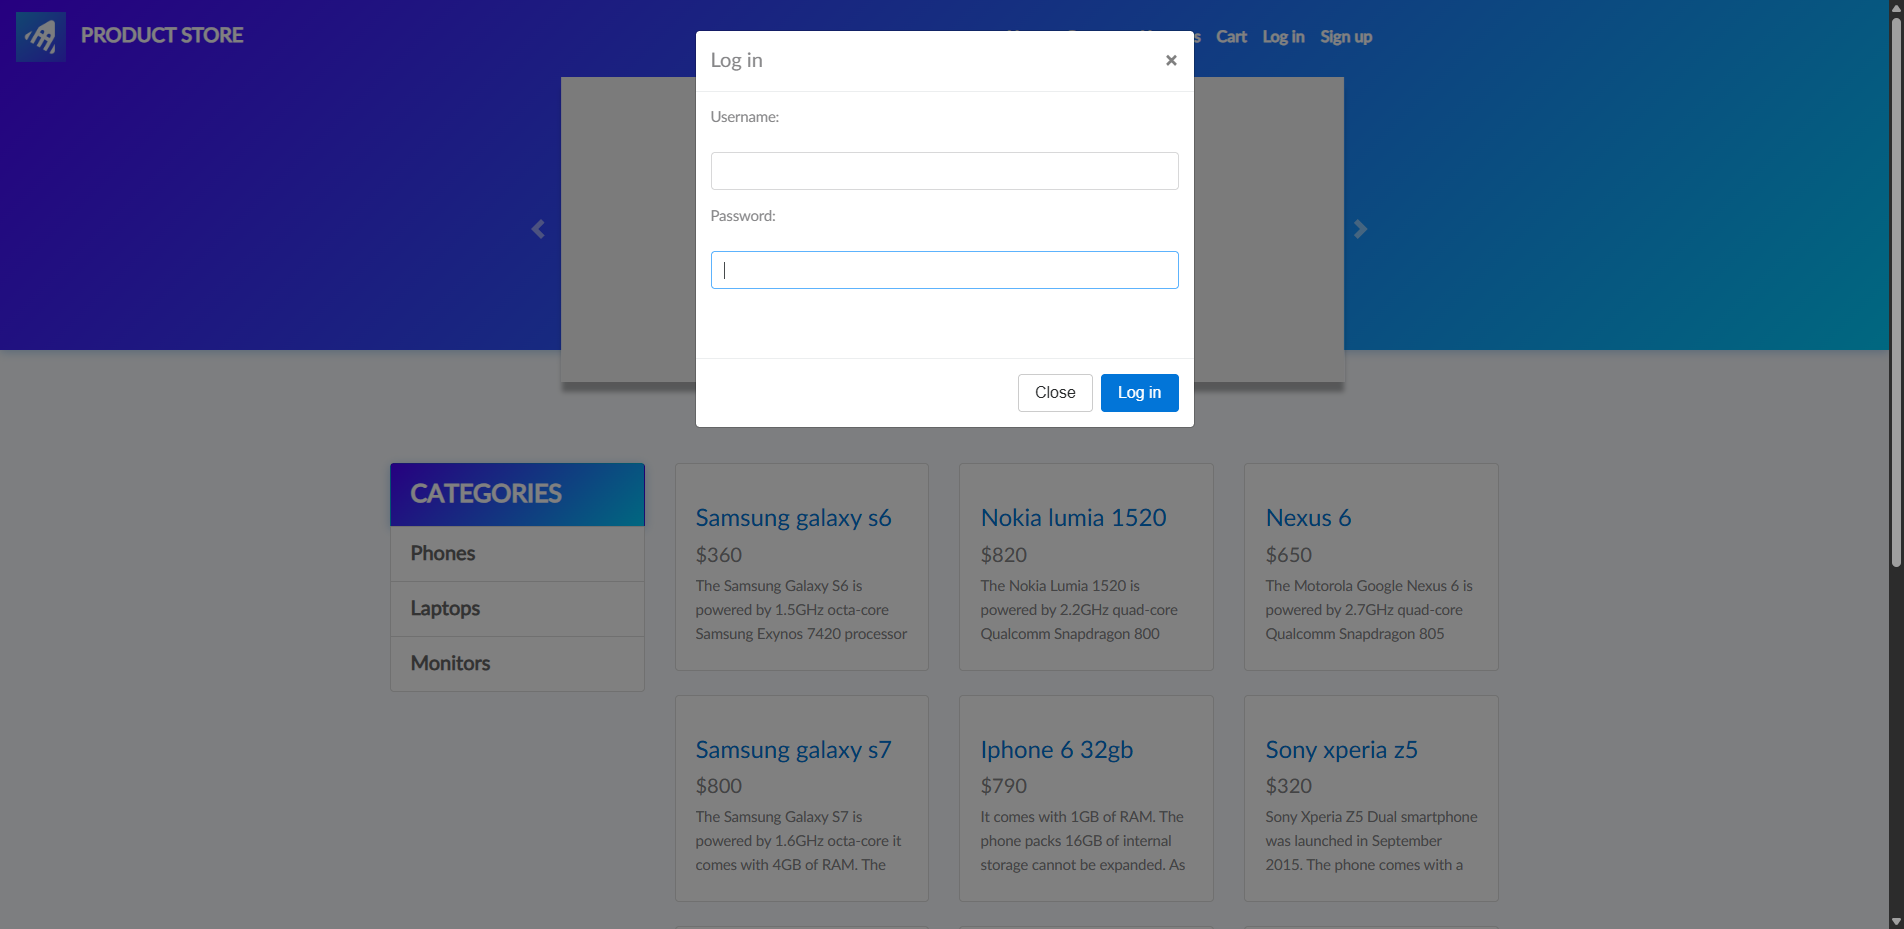 PRODUCT STORE
Cart Log in Sign up
Log in ×
Username:
Password:
Close Log in
CATEGORIES
Phones
Laptops
Monitors
Samsung galaxy s6
$360
The Samsung Galaxy S6 is
powered by 1.5GHz octa-core
Samsung Exynos 7420 processor
Nokia lumia 1520
$820
The Nokia Lumia 1520 is
powered by 2.2GHz quad-core
Qualcomm Snapdragon 800
Nexus 6
$650
The Motorola Google Nexus 6 is
powered by 2.7GHz quad-core
Qualcomm Snapdragon 805
Samsung galaxy s7
$800
The Samsung Galaxy S7 is
powered by 1.6GHz octa-core it
comes with 4GB of RAM. The
Iphone 6 32gb
$790
It comes with 1GB of RAM. The
phone packs 16GB of internal
storage cannot be expanded. As
Sony xperia z5
$320
Sony Xperia Z5 Dual smartphone
was launched in September
2015. The phone comes with a